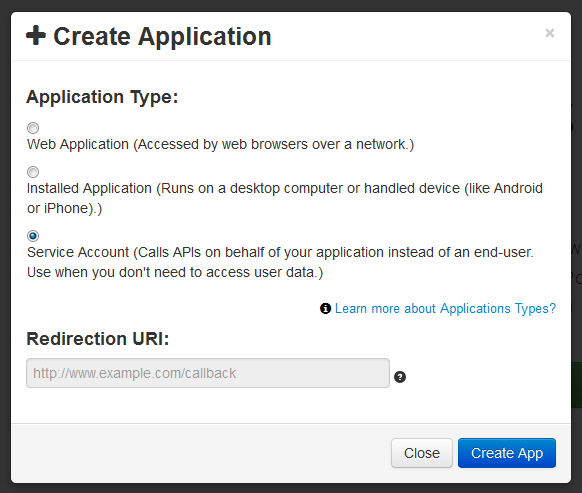 Create Application
×
Application Type:
Web Application (Accessed by web browsers over a network.)
Installed Application (Runs on a desktop computer or handled device (like Android
or iPhone).)
Service Account (Calls APIs on behalf of your application instead of an end-user.
Use when you don't need to access user data.)
Learn more about Applications Types?
Redirection URI:
http://www.example.com/callback
Close
Create App